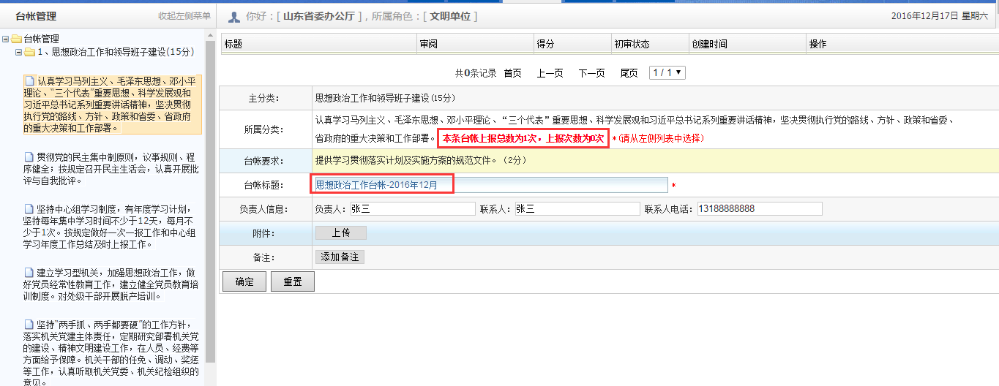 台帐管理
收起左侧菜单
你好：[ 山东省委办公厅 ]，所属角色：[ 文明单位 ]
2016年12月17日 星期六
台帐管理
1、思想政治工作和领导班子建设(15分)
认真学习马列主义、毛泽东思想、邓小平
理论、“三个代表”重要思想、科学发展观和
习近平总书记系列重要讲话精神，坚决贯彻
执行党的路线、方针、政策和省委、省政府
的重大决策和工作部署。
贯彻党的民主集中制原则，议事规则、程
序健全；按规定召开民主生活会，认真开展批
评与自我批评。
坚持中心组学习制度，有年度学习计划，
坚持每年集中学习时间不少于12天，每月不
少于1次。按规定做好一次一报工作和中心组
学习年度工作总结及时上报工作。
建立学习型机关，加强思想政治工作，做
好党员经常性教育工作，建立健全党员教育培
训制度。对处级干部开展脱产培训。
坚持“两手抓、两手都要硬”的工作方针，
落实机关党建主体责任，定期研究部署机关党
的建设、精神文明建设工作，在人员、经费等
方面给予保障。机关干部的任免、调动、奖惩
等工作，认真听取机关党委、机关纪检组织的
意见。
标题 审阅 得分 初审状态 创建时间 操作
共0条记录 首页 上一页 下一页 尾页 1 / 1
主分类： 思想政治工作和领导班子建设(15分)
所属分类： 认真学习马列主义、毛泽东思想、邓小平理论、“三个代表”重要思想、科学发展观和习近平总书记系列重要讲话精神，坚决贯彻执行党的路线、方针、政策和省委、
省政府的重大决策和工作部署。 本条台帐上报总数为1次，上报次数为0次 *(请从左侧列表中选择)
台帐要求： 提供学习贯彻落实计划及实施方案的规范文件。（2分）
台帐标题： 思想政治工作台帐-2016年12月 *
负责人信息： 负责人：张三 联系人：张三 联系人电话：13188888888
附件： 上传
备注： 添加备注
确定 重置